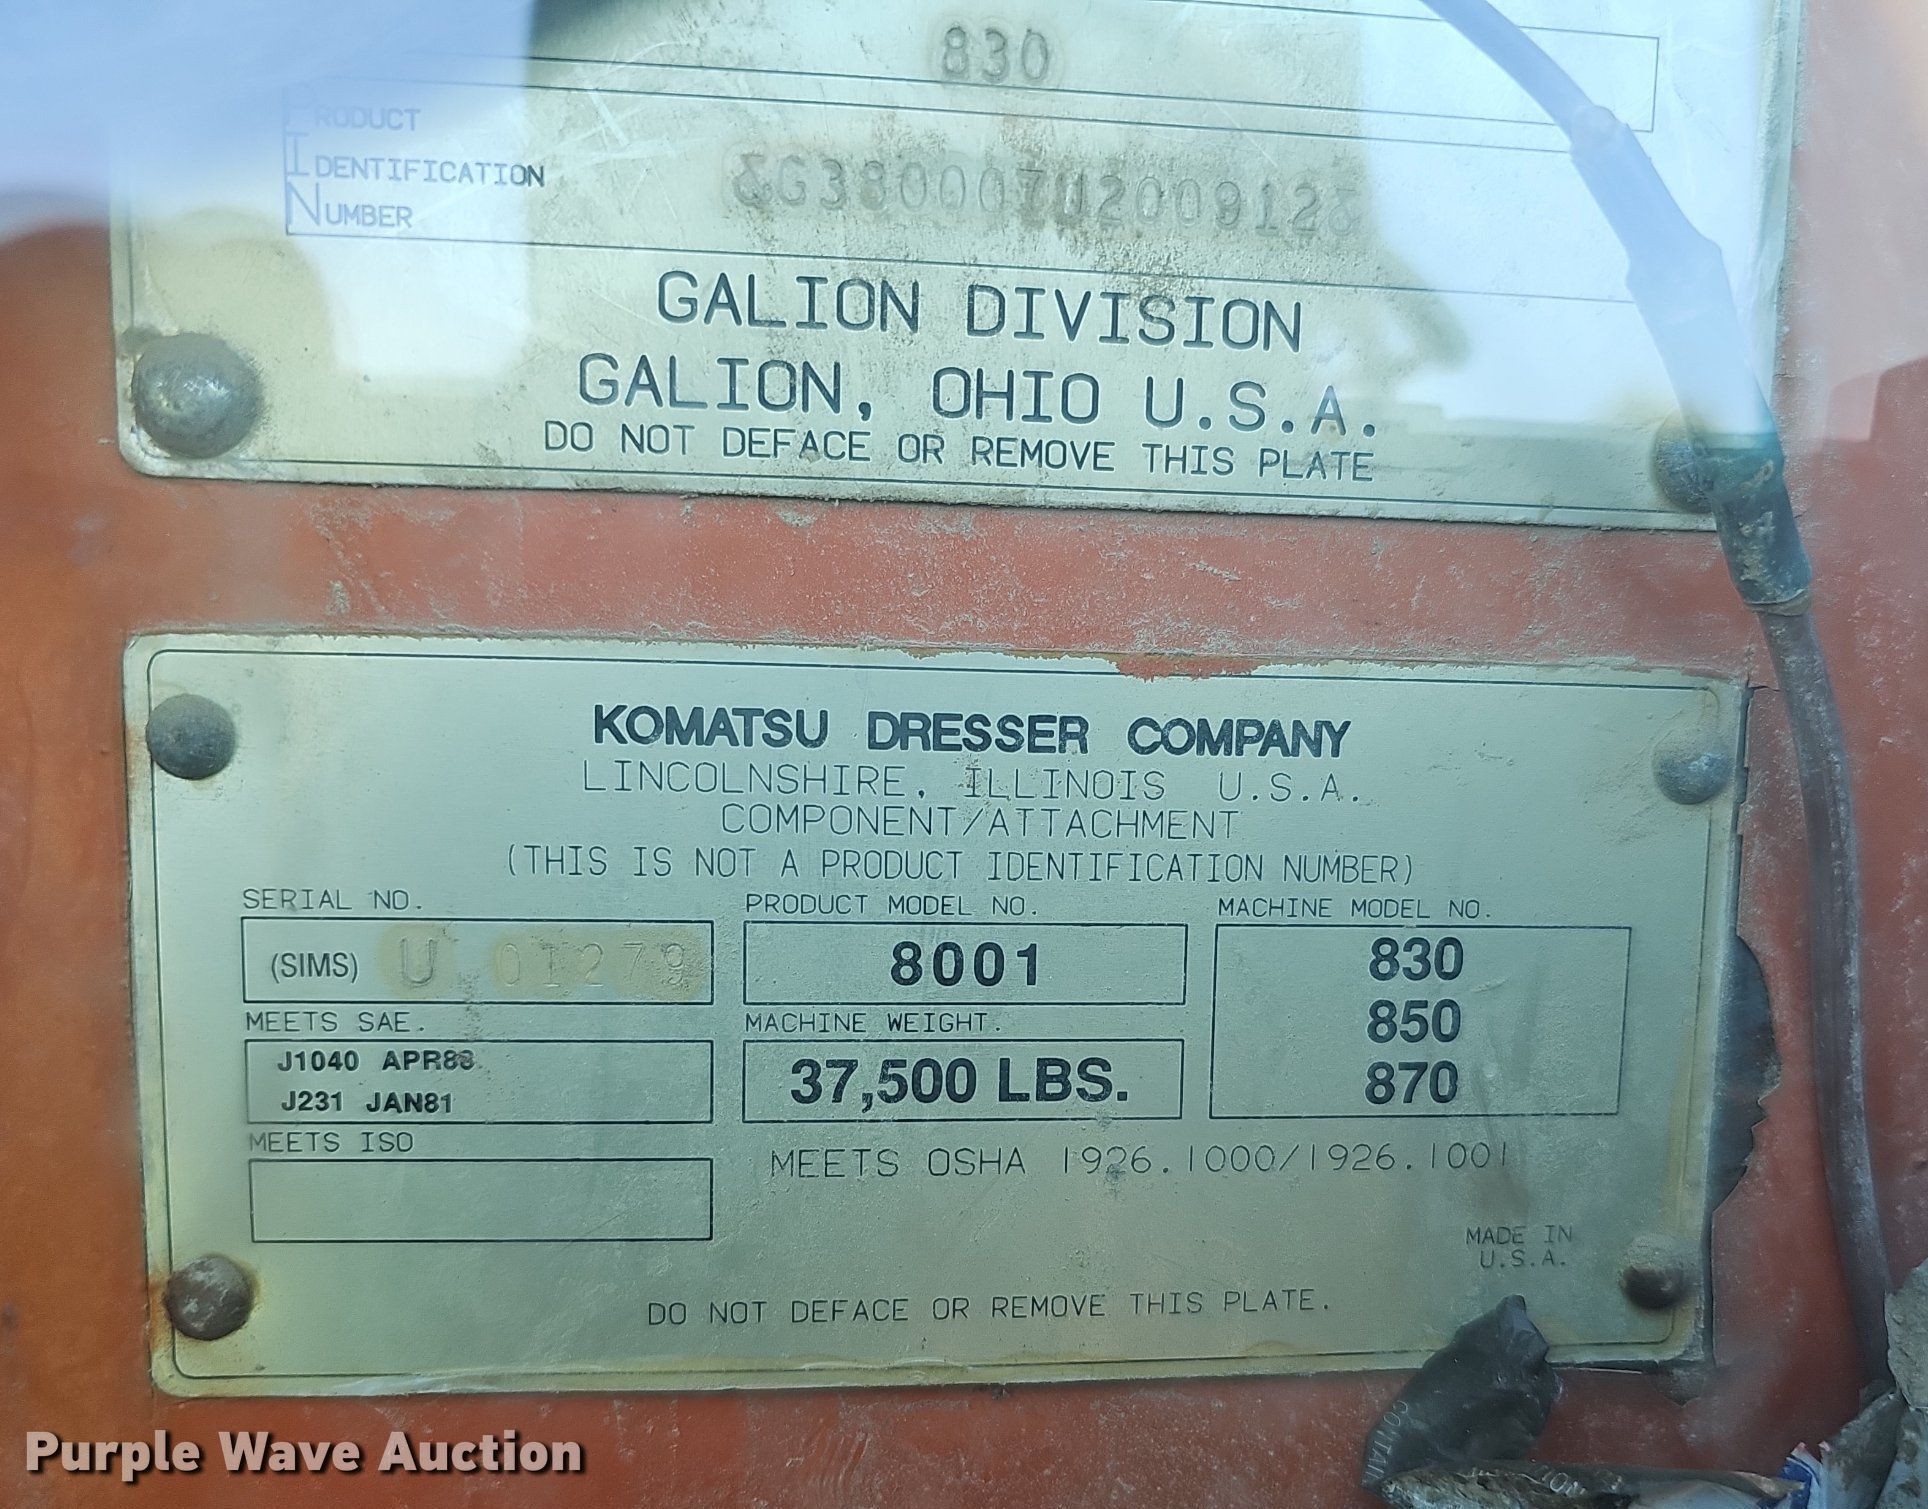 830
PRODUCT
IDENTIFICATION
NUMBER
&G380007U200912&
GALION DIVISION
GALION, OHIO U.S.A.
DO NOT DEFACE OR REMOVE THIS PLATE
KOMATSU DRESSER COMPANY
LINCOLNSHIRE, ILLINOIS U.S.A.
COMPONENT/ATTACHMENT
(THIS IS NOT A PRODUCT IDENTIFICATION NUMBER)
SERIAL NO.
(SIMS) U 01279
PRODUCT MODEL NO.
8001
MACHINE MODEL NO.
830
850
870
MEETS SAE.
J1040 APR88
J231 JAN81
MACHINE WEIGHT.
37,500 LBS.
MEETS ISO
MEETS OSHA 1926.1000/1926.1001
MADE IN
U.S.A.
DO NOT DEFACE OR REMOVE THIS PLATE.
Purple Wave Auction